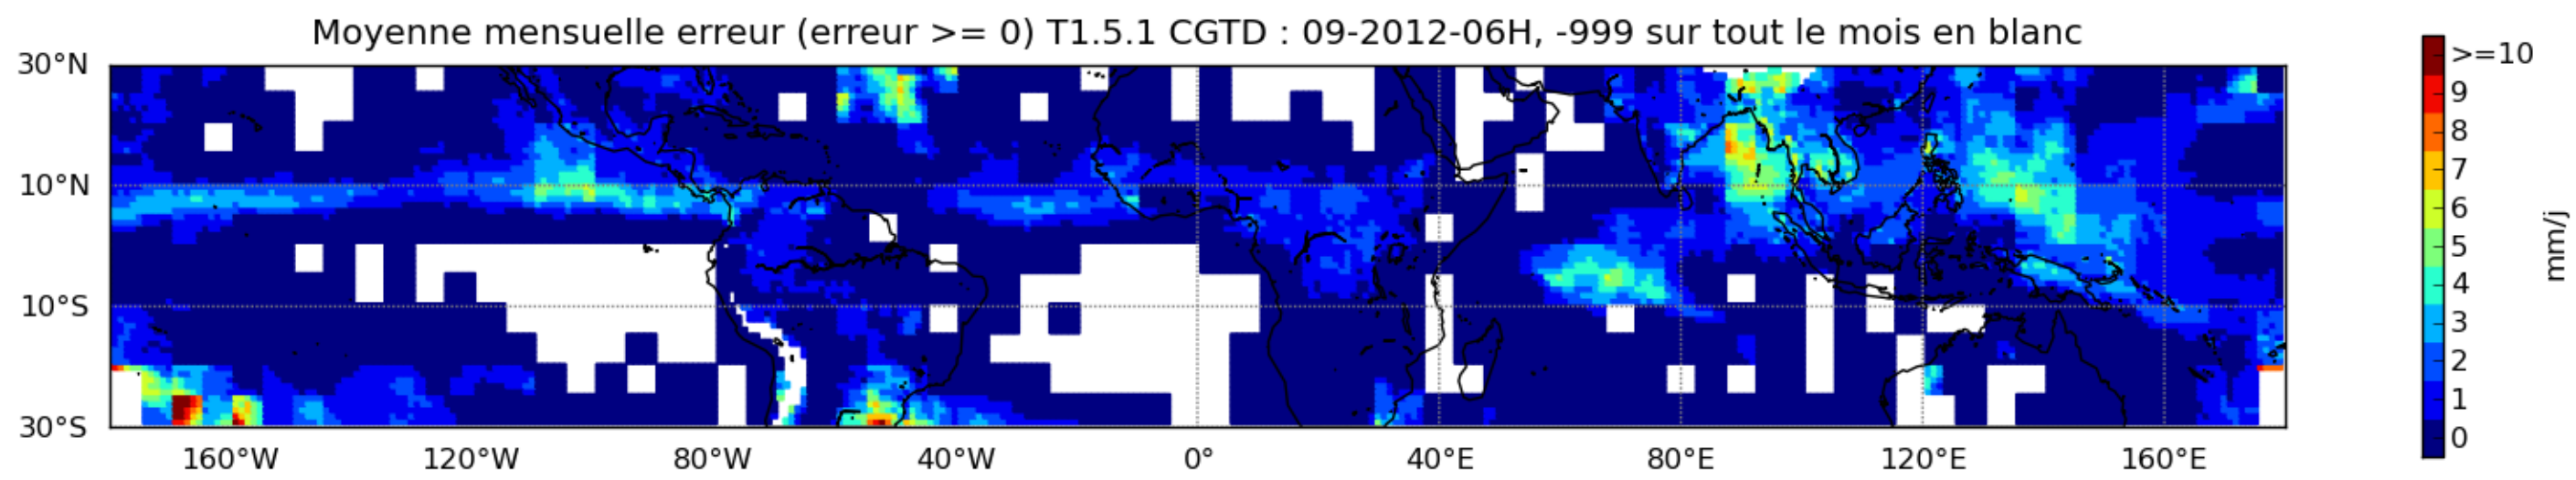 Moyenne mensuelle erreur (erreur >= 0) T1.5.1 CGTD : 09-2012-06H, -999 sur tout le mois en blanc
30°N
10°N
10°S
30°S
160°W 120°W 80°W 40°W 0° 40°E 80°E 120°E 160°E
>=10
9
8
7
6
5
4
3
2
1
0
mm/j